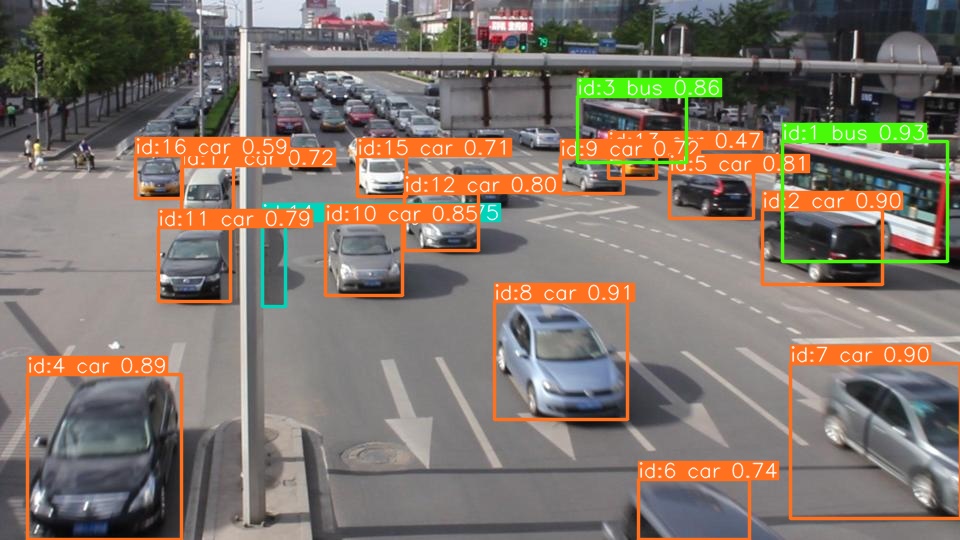 id:3 bus 0.86
id:1 bus 0.93
id:16 car 0.59
id:17 car 0.72
id:15 car 0.71
id:9 car 0.72
0.47
id:5 car 0.81
id:12 car 0.80
id:2 car 0.90
id:11 car 0.79
id:10 car 0.85
75
id:8 car 0.91
id:4 car 0.89
id:7 car 0.90
id:6 car 0.74